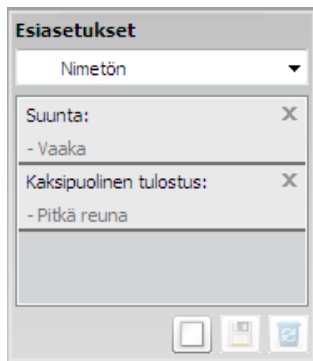 Esiasetukset
Nimetön
Suunta:
- Vaaka
Kaksipuolinen tulostus:
- Pitkä reuna